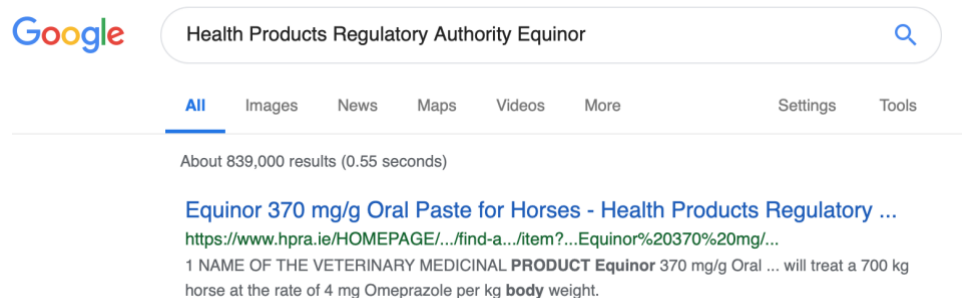 Google
Health Products Regulatory Authority Equinor
All Images News Maps Videos More Settings Tools
About 839,000 results (0.55 seconds)
Equinor 370 mg/g Oral Paste for Horses - Health Products Regulatory ...
https://www.hpra.ie/HOMEPAGE/.../find-a.../item?...Equinor%20370%20mg/...
1 NAME OF THE VETERINARY MEDICINAL PRODUCT Equinor 370 mg/g Oral ... will treat a 700 kg
horse at the rate of 4 mg Omeprazole per kg body weight.